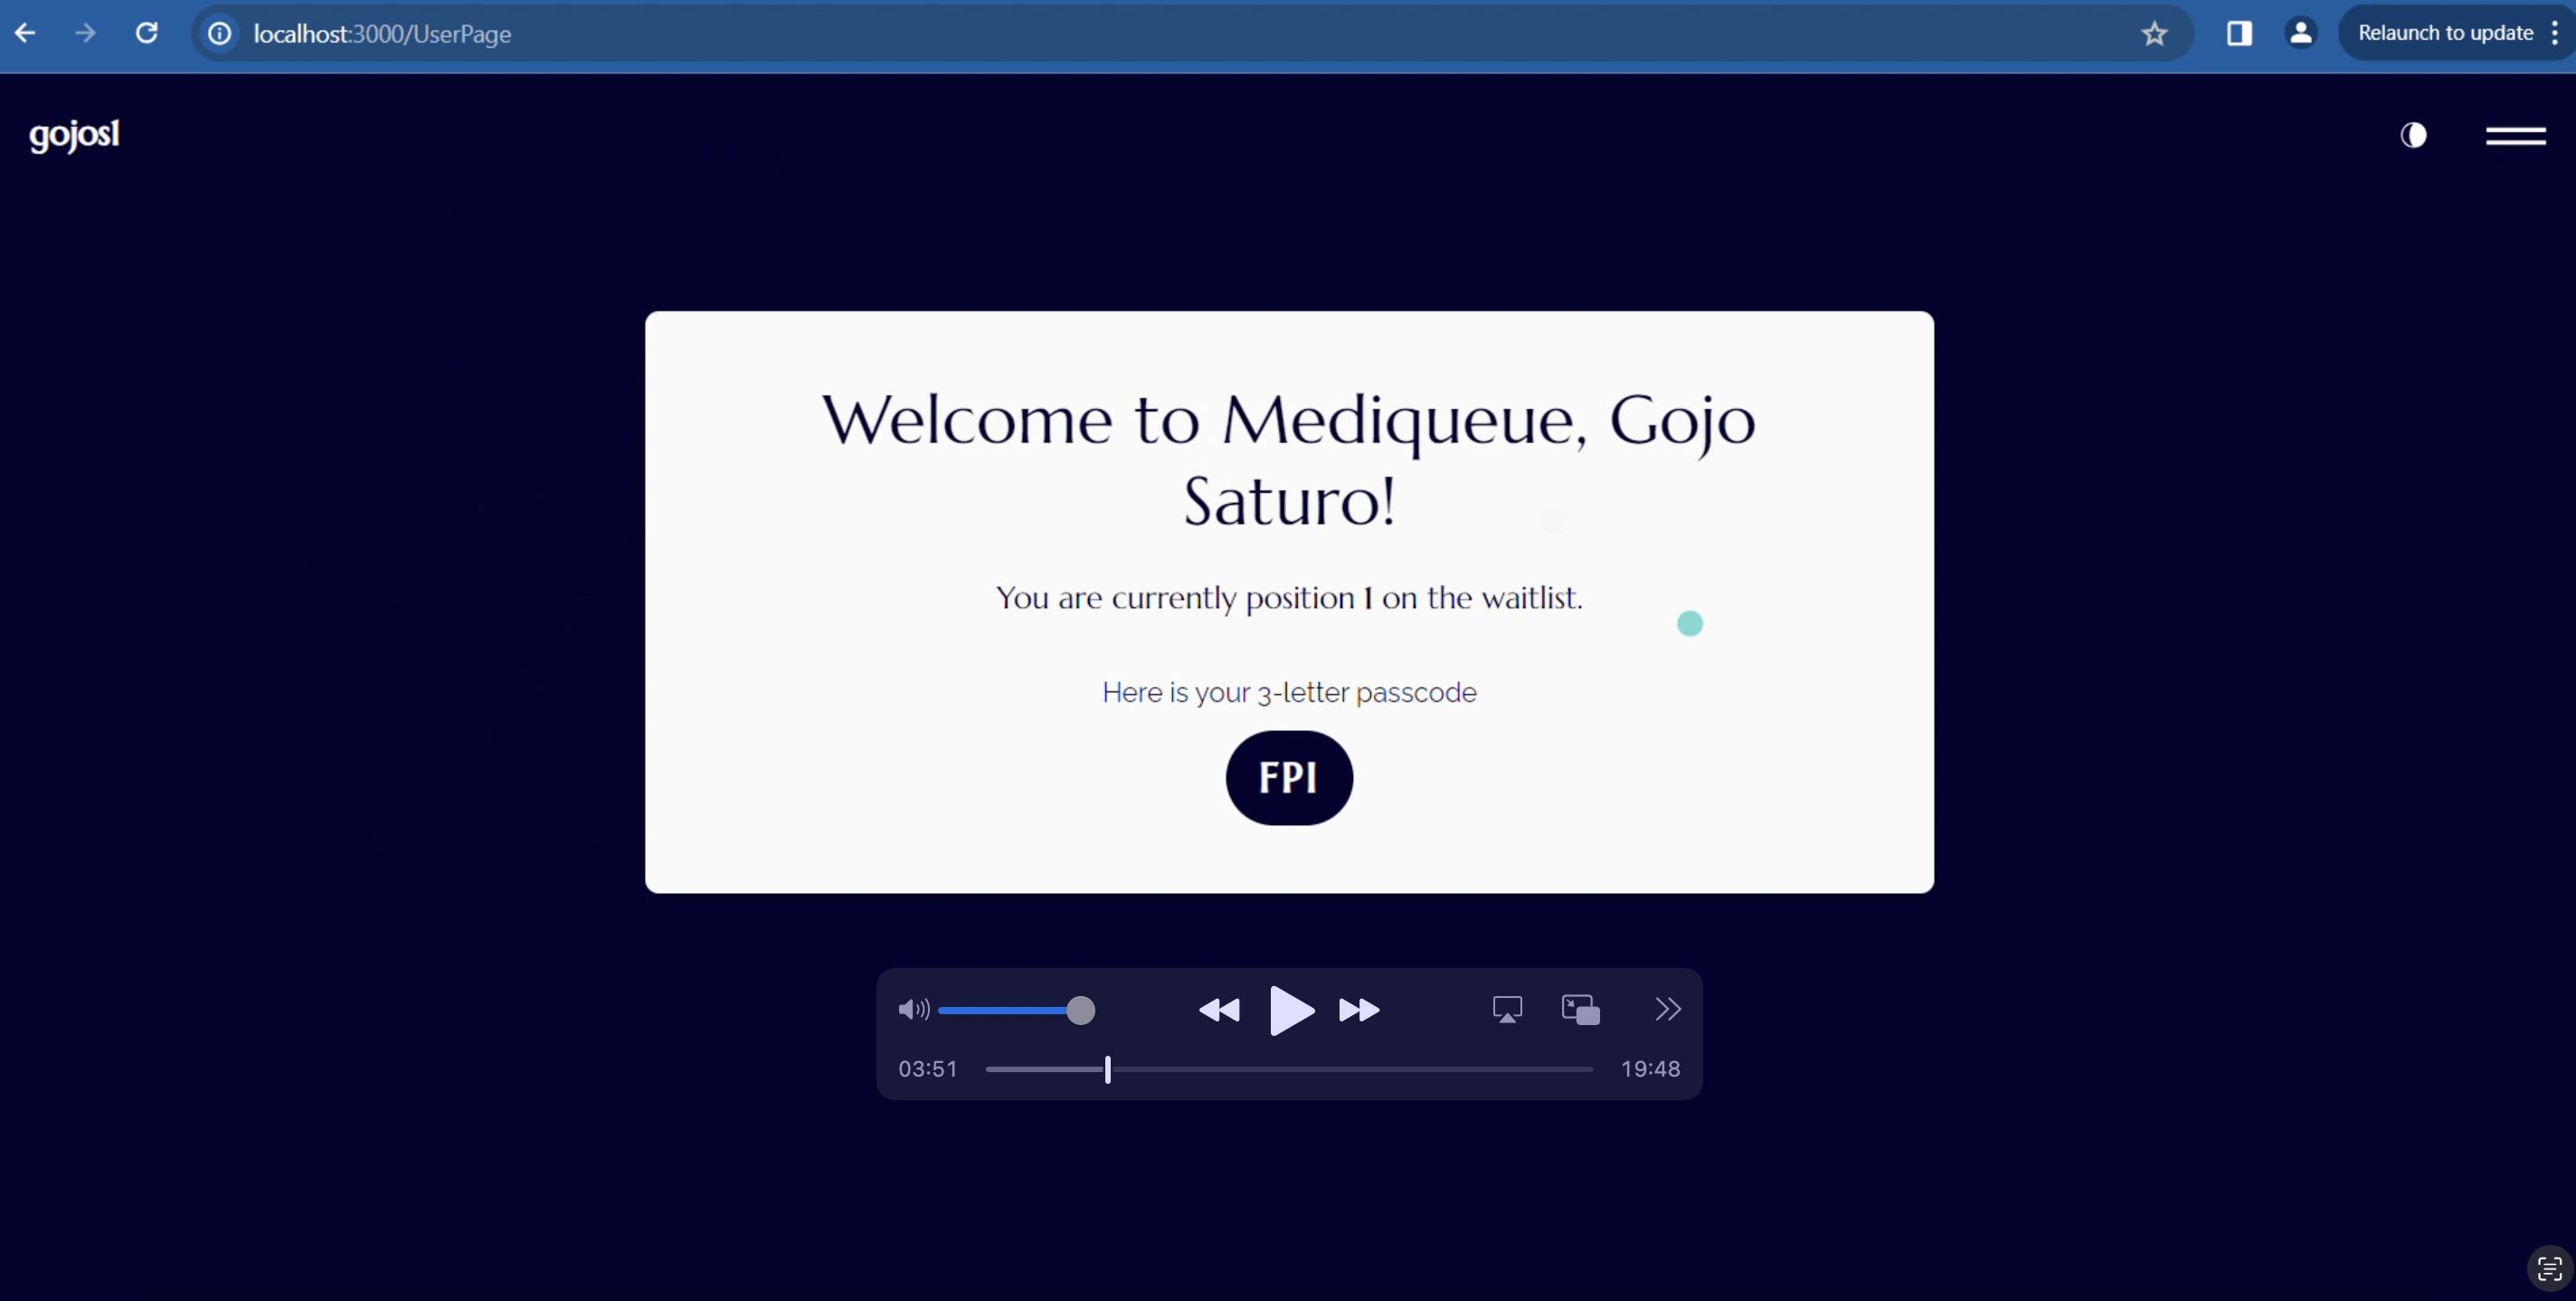 localhost:3000/UserPage
Relaunch to update
gojos1
Welcome to Mediqueue, Gojo
Saturo!
You are currently position 1 on the waitlist.
Here is your 3-letter passcode
FPI
03:51
19:48